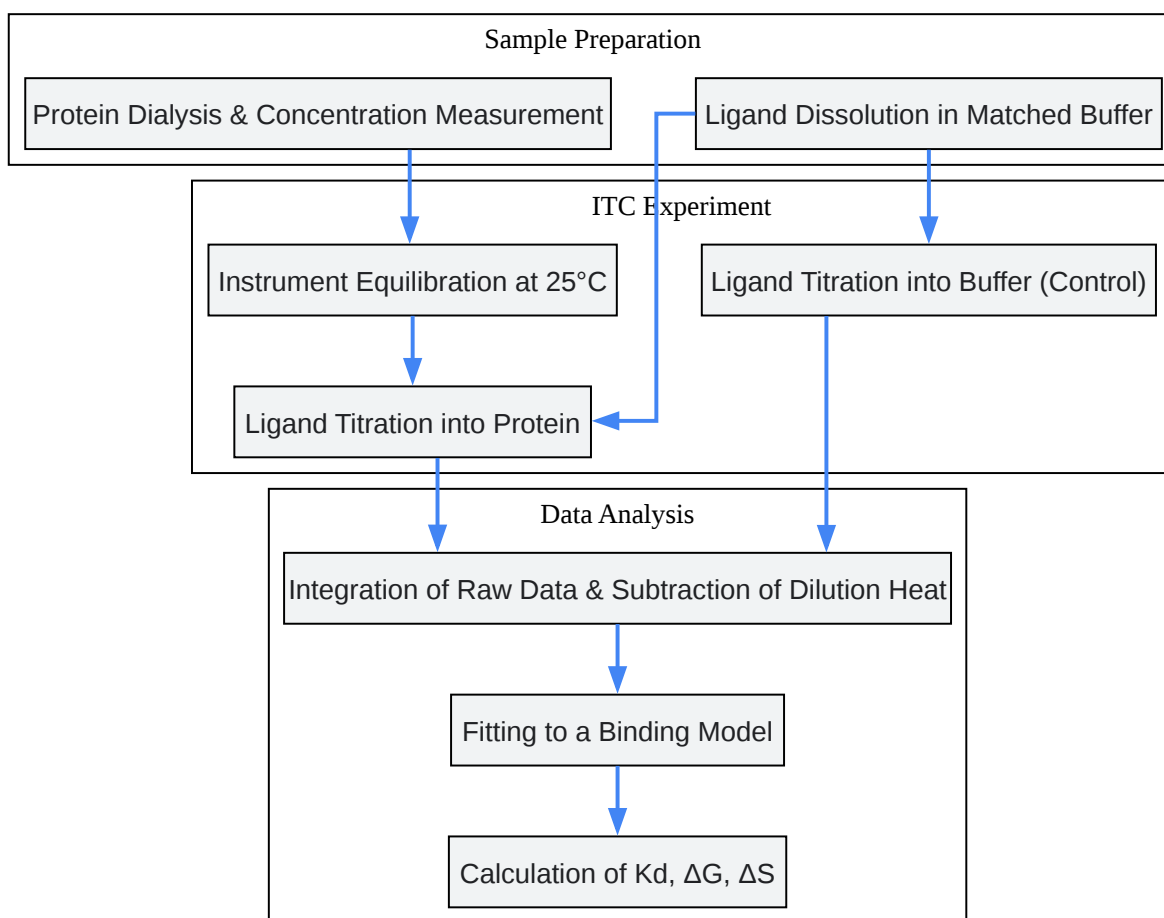 Sample Preparation
Protein Dialysis & Concentration Measurement
Ligand Dissolution in Matched Buffer
ITC Experiment
Instrument Equilibration at 25°C
Ligand Titration into Buffer (Control)
Ligand Titration into Protein
Data Analysis
Integration of Raw Data & Subtraction of Dilution Heat
Fitting to a Binding Model
Calculation of Kd, ΔG, ΔS